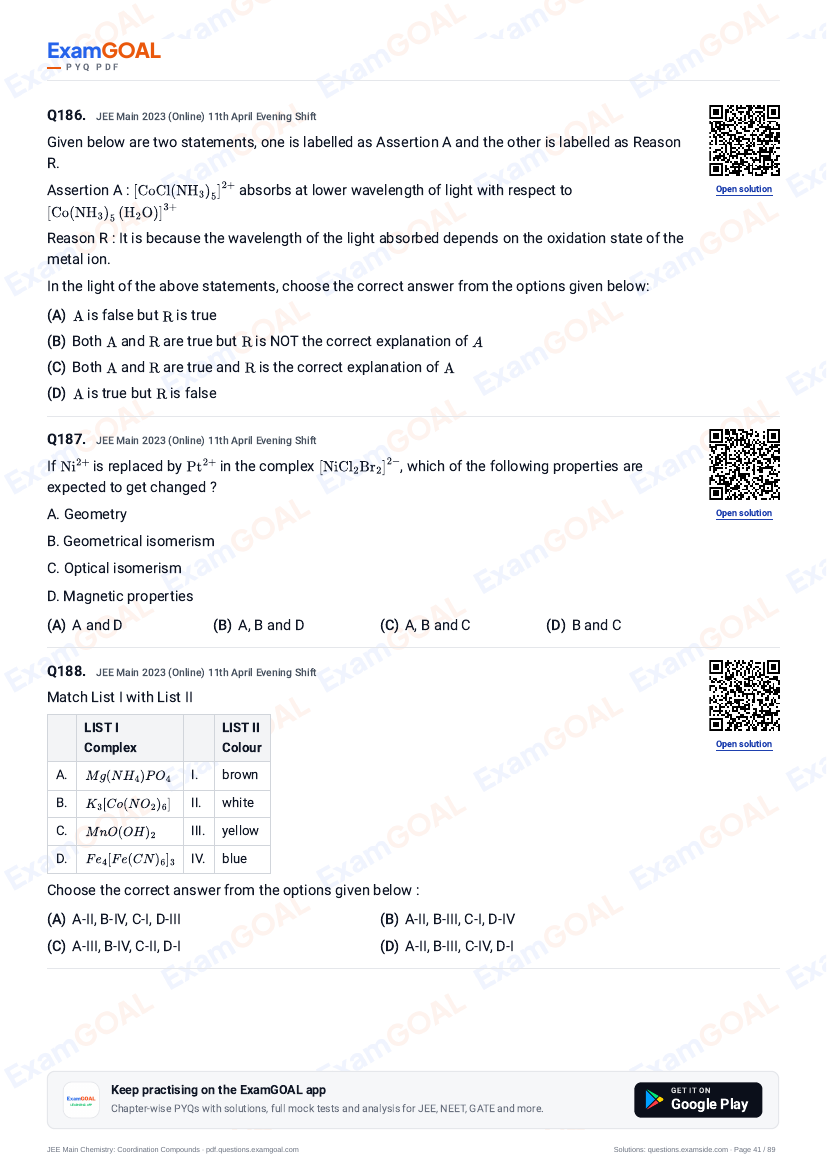 ExamGOAL
PYQ PDF
Q186. JEE Main 2023 (Online) 11th April Evening Shift
Given below are two statements, one is labelled as Assertion A and the other is labelled as Reason
R.
Assertion A : [CoCl(NH₃)₅]²⁺ absorbs at lower wavelength of light with respect to
[Co(NH₃)₅ (H₂O)]³⁺
Reason R : It is because the wavelength of the light absorbed depends on the oxidation state of the
metal ion.
In the light of the above statements, choose the correct answer from the options given below:
(A) A is false but R is true
(B) Both A and R are true but R is NOT the correct explanation of A
(C) Both A and R are true and R is the correct explanation of A
(D) A is true but R is false
Open solution
Q187. JEE Main 2023 (Online) 11th April Evening Shift
If Ni²⁺ is replaced by Pt²⁺ in the complex [NiCl₂Br₂]²⁻, which of the following properties are
expected to get changed ?
A. Geometry
B. Geometrical isomerism
C. Optical isomerism
D. Magnetic properties
(A) A and D (B) A, B and D (C) A, B and C (D) B and C
Open solution
Q188. JEE Main 2023 (Online) 11th April Evening Shift
Match List I with List II
LIST I Complex LIST II Colour
A. Mg(NH₄)PO₄ I. brown
B. K₃[Co(NO₂)₆] II. white
C. MnO(OH)₂ III. yellow
D. Fe₄[Fe(CN)₆]₃ IV. blue
Choose the correct answer from the options given below :
(A) A-II, B-IV, C-I, D-III (B) A-II, B-III, C-I, D-IV
(C) A-III, B-IV, C-II, D-I (D) A-II, B-III, C-IV, D-I
Open solution
ExamGOAL
Keep practising on the ExamGOAL app
Chapter-wise PYQs with solutions, full mock tests and analysis for JEE, NEET, GATE and more.
GET IT ON
Google Play
JEE Main Chemistry: Coordination Compounds · pdf.questions.examgoal.com
Solutions: questions.examside.com · Page 41 / 89